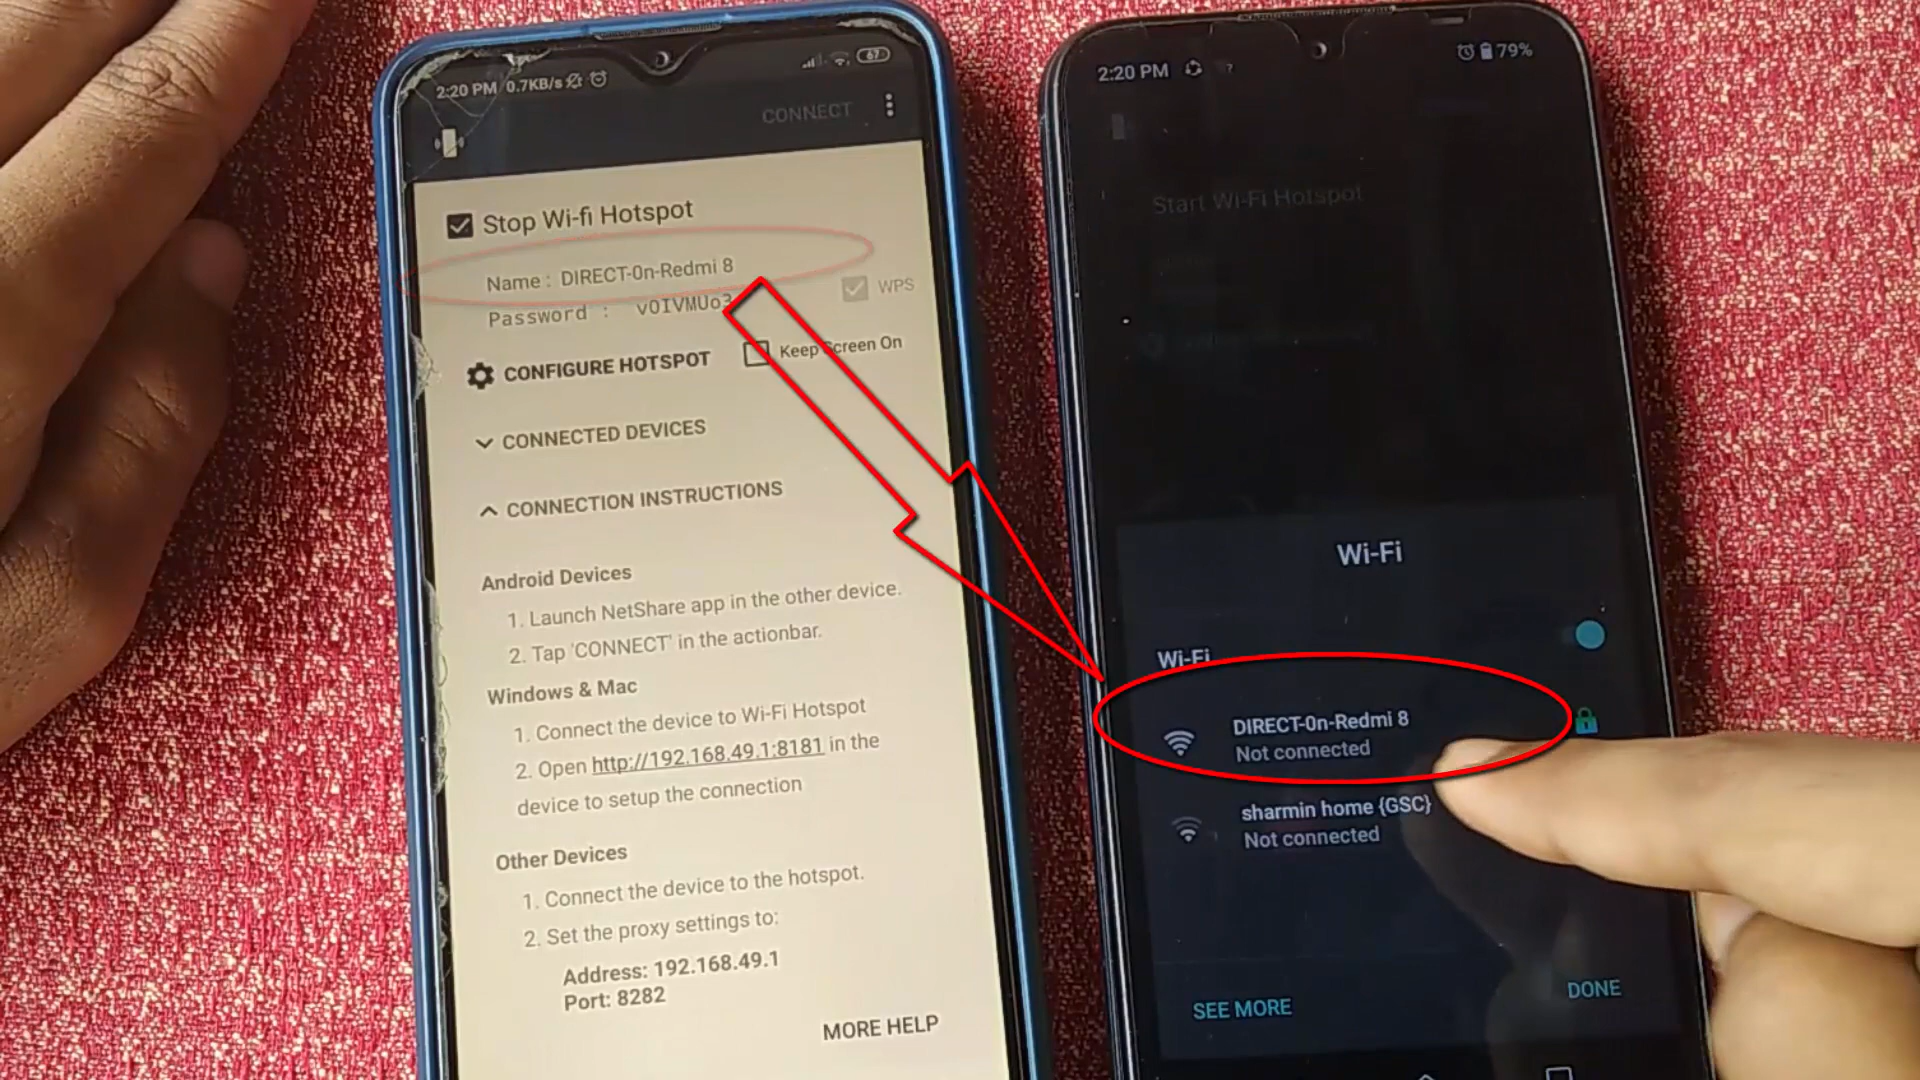 2:20 PM 0.7KB/s
67
CONNECT
Stop Wi-fi Hotspot
Name : DIRECT-0n-Redmi 8
Password :
WPS
CONFIGURE HOTSPOT
Keep Screen On
CONNECTED DEVICES
CONNECTION INSTRUCTIONS
Android Devices
1. Launch NetShare app in the other device.
2. Tap 'CONNECT' in the actionbar.
Windows & Mac
1. Connect the device to Wi-Fi Hotspot
2. Open http://192.168.49.1:8181 in the
device to setup the connection
Other Devices
1. Connect the device to the hotspot.
2. Set the proxy settings to:
Address: 192.168.49.1
Port: 8282
MORE HELP
2:20 PM
?
79%
Start Wi-Fi Hotspot
Wi-Fi
Wi-Fi
DIRECT-0n-Redmi 8
Not connected
sharmin home {GSC}
Not connected
SEE MORE
DONE